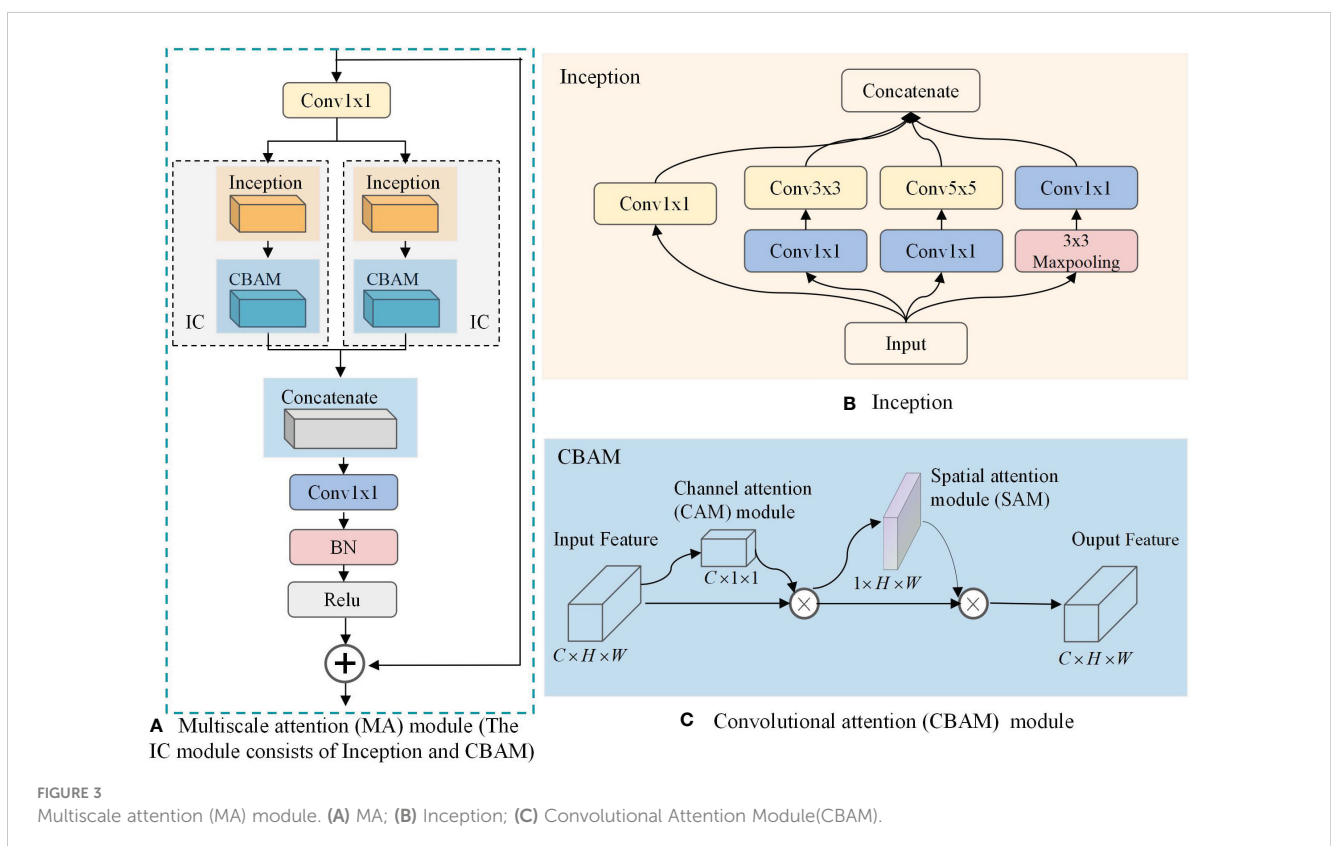 Conv1x1
Inception
Inception
CBAM
CBAM
IC
IC
Concatenate
Conv1x1
BN
Relu
+
A Multiscale attention (MA) module (The
IC module consists of Inception and CBAM)
Inception
Concatenate
Conv1x1
Conv3x3
Conv5x5
Conv1x1
Conv1x1
Conv1x1
3x3
Maxpooling
Input
B Inception
CBAM
Channel attention
(CAM) module
Spatial attention
module (SAM)
Input Feature
Ouput Feature
C×1×1
1×H×W
×
×
C×H×W
C×H×W
C Convolutional attention (CBAM) module
FIGURE 3
Multiscale attention (MA) module. (A) MA; (B) Inception; (C) Convolutional Attention Module(CBAM).